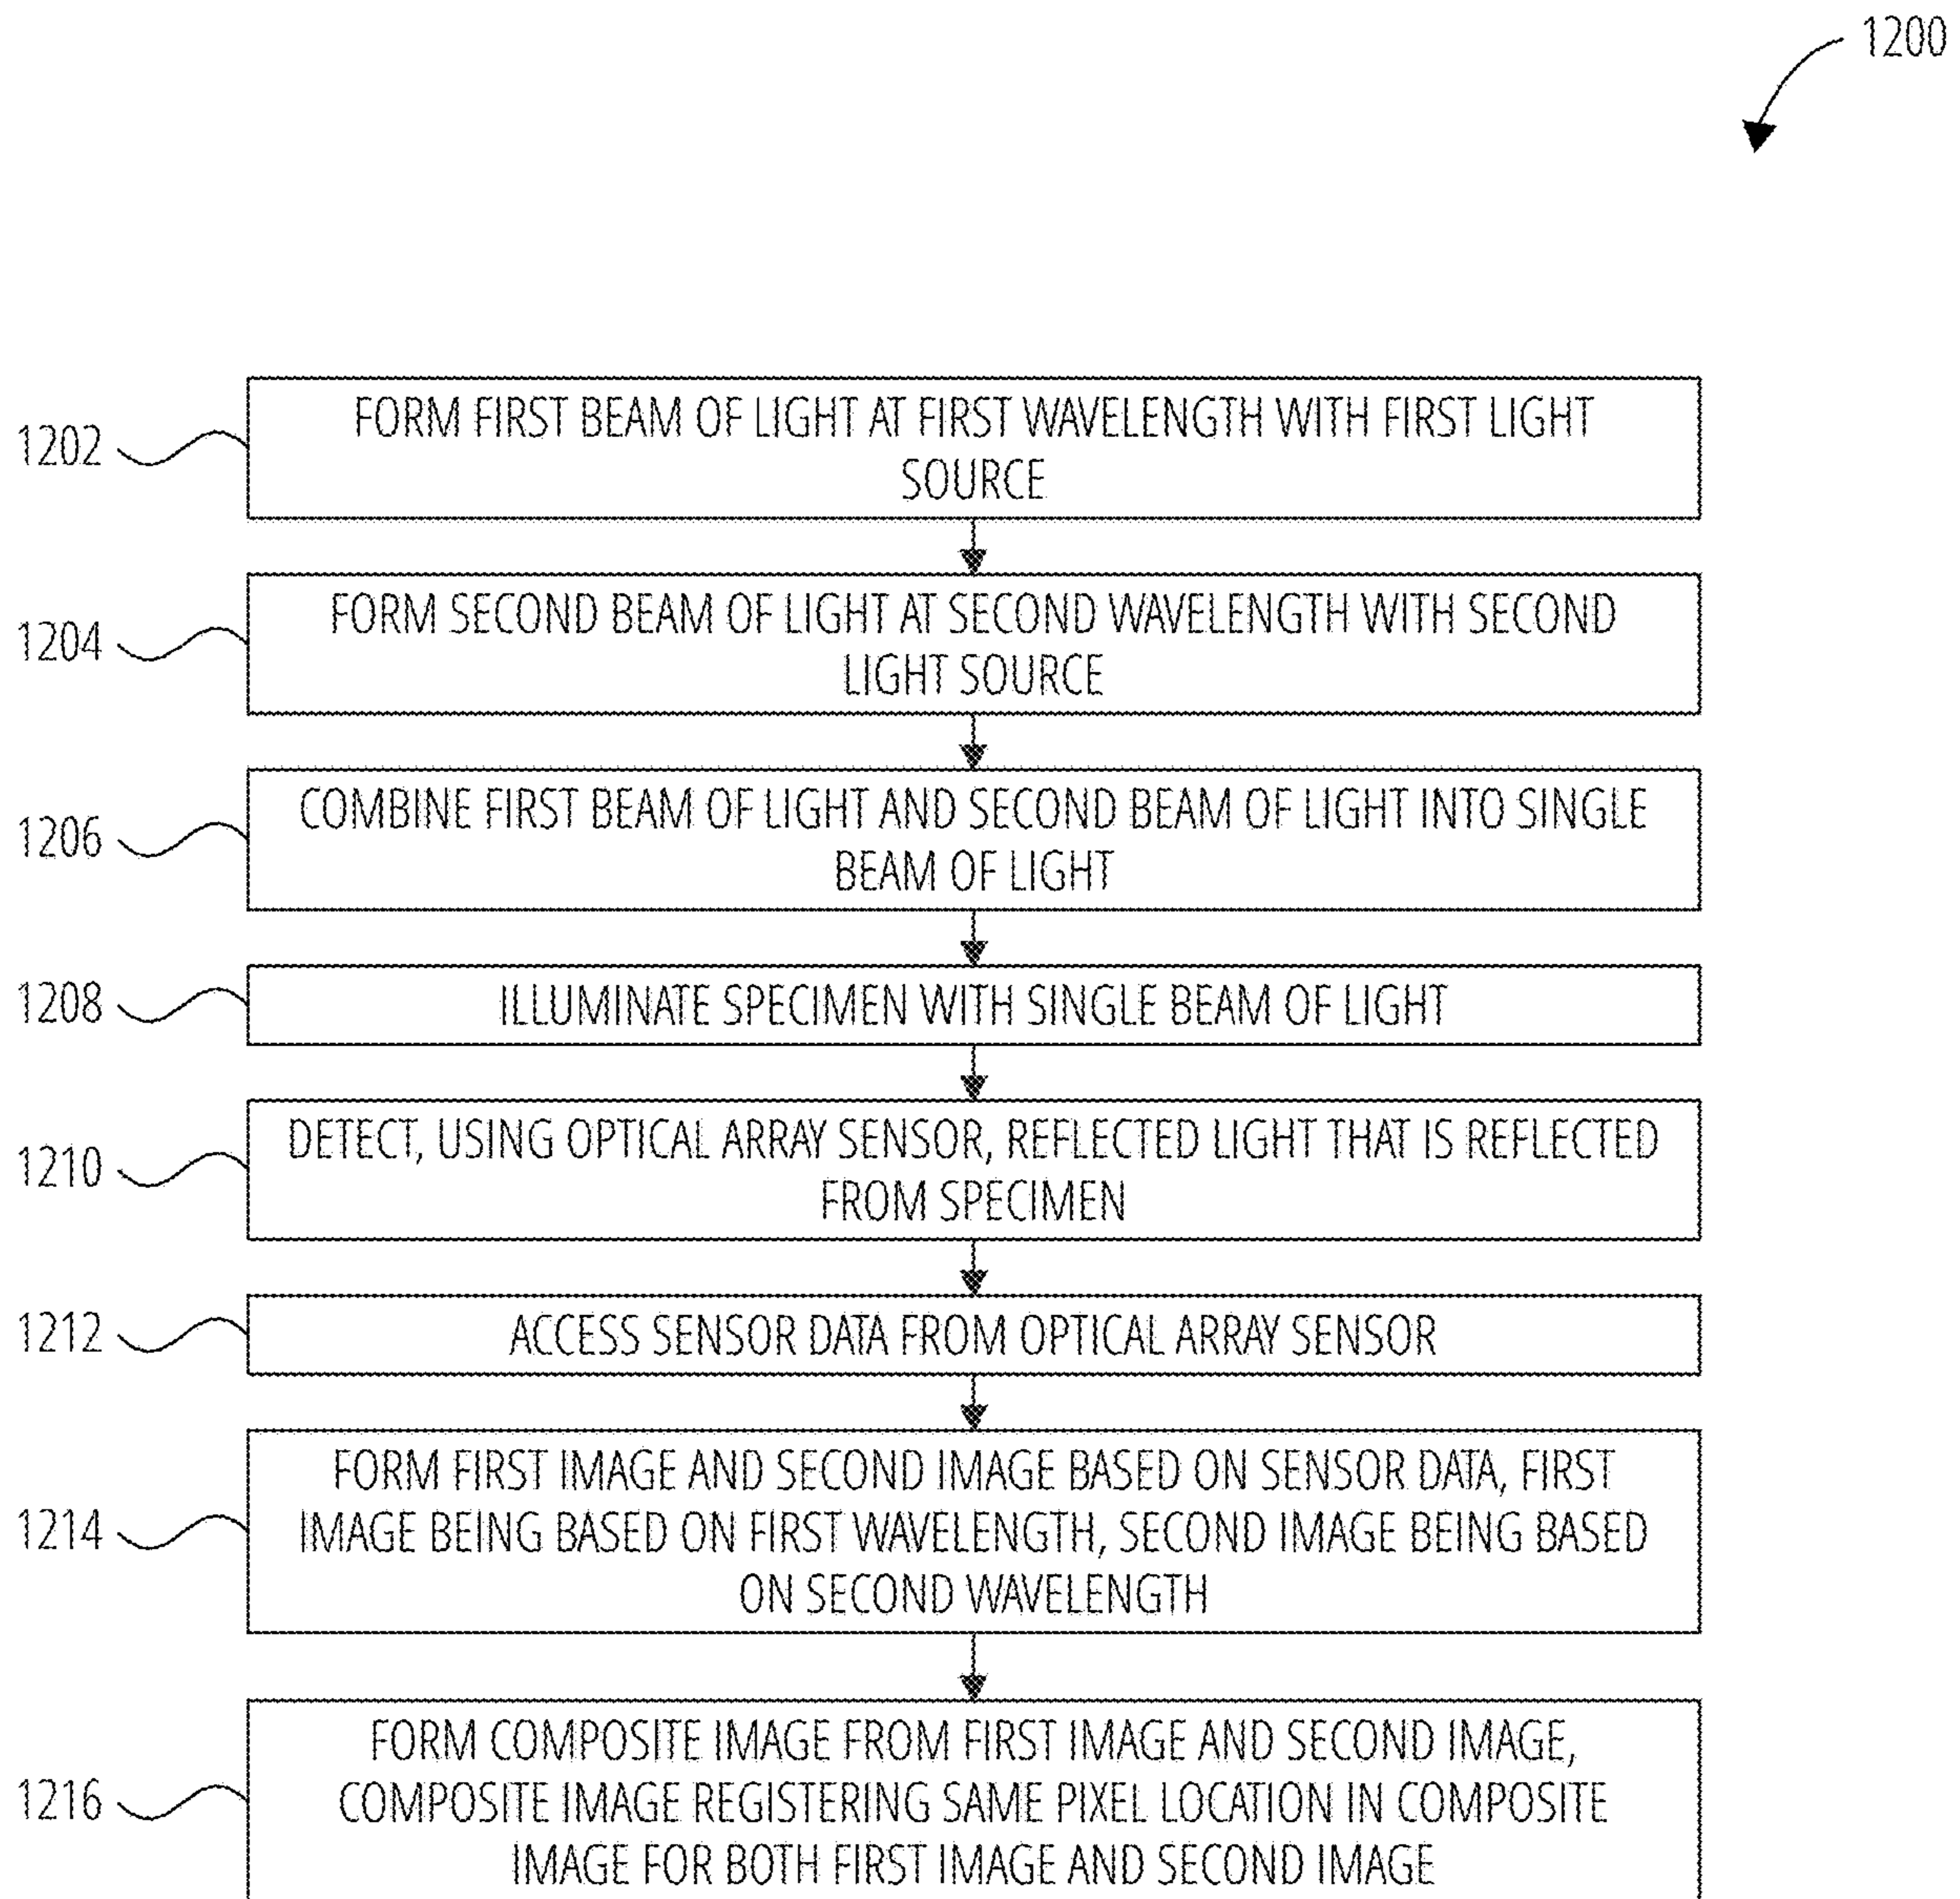 1200
1202
FORM FIRST BEAM OF LIGHT AT FIRST WAVELENGTH WITH FIRST LIGHT
SOURCE
1204
FORM SECOND BEAM OF LIGHT AT SECOND WAVELENGTH WITH SECOND
LIGHT SOURCE
1206
COMBINE FIRST BEAM OF LIGHT AND SECOND BEAM OF LIGHT INTO SINGLE
BEAM OF LIGHT
1208
ILLUMINATE SPECIMEN WITH SINGLE BEAM OF LIGHT
1210
DETECT, USING OPTICAL ARRAY SENSOR, REFLECTED LIGHT THAT IS REFLECTED
FROM SPECIMEN
1212
ACCESS SENSOR DATA FROM OPTICAL ARRAY SENSOR
1214
FORM FIRST IMAGE AND SECOND IMAGE BASED ON SENSOR DATA, FIRST
IMAGE BEING BASED ON FIRST WAVELENGTH, SECOND IMAGE BEING BASED
ON SECOND WAVELENGTH
1216
FORM COMPOSITE IMAGE FROM FIRST IMAGE AND SECOND IMAGE,
COMPOSITE IMAGE REGISTERING SAME PIXEL LOCATION IN COMPOSITE
IMAGE FOR BOTH FIRST IMAGE AND SECOND IMAGE